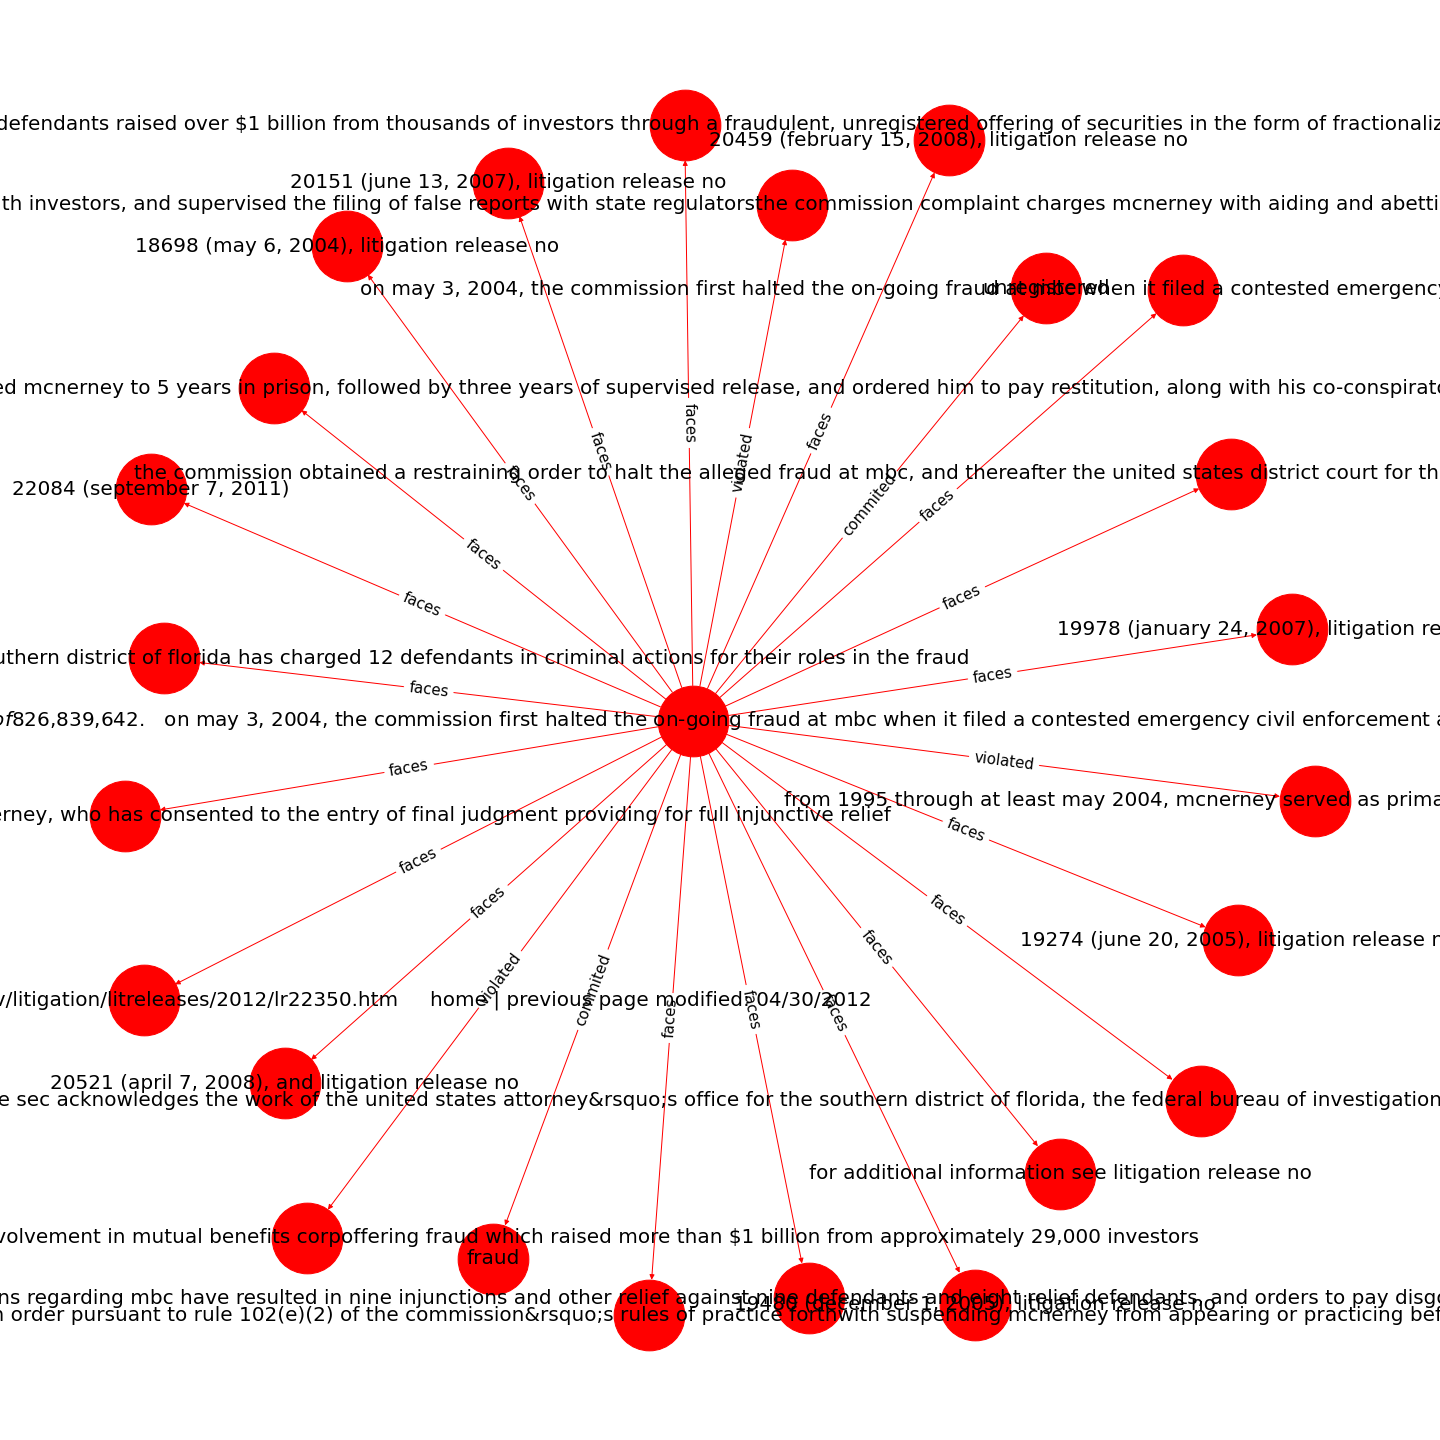 defendants raised over $1 billion from thousands of investors through a fraudulent, unregistered offering of securities in the form of
20459 (february 15, 2008), litigation release no
20151 (june 13, 2007), litigation release no
investors, and supervised the filing of false reports with state regulatorsthe commission complaint charges mcnerney with aiding and
18698 (may 6, 2004), litigation release no
on may 3, 2004, the commission first halted the on-going fraud at mbc when it filed a contested emergency
unregistered
mcnerney to 5 years in prison, followed by three years of supervised release, and ordered him to pay restitution, along with his
faces
violated
faces
faces
the commission obtained a restraining order to halt the alleged fraud at mbc, and thereafter the united states district court for
22084 (september 7, 2011)
faces
commited
faces
faces
faces
faces
19978 (january 24, 2007), litigation
district of florida has charged 12 defendants in criminal actions for their roles in the fraud
faces
faces
of826,839,642. on may 3, 2004, the commission first halted the on-going fraud at mbc when it filed a contested emergency civil enforcement
violated
faces
from 1995 through at least may 2004, mcnerney served as
who has consented to the entry of final judgment providing for full injunctive relief
faces
faces
faces
faces
19274 (june 20, 2005), litigation release
faces
violated
commited
faces
faces
faces
/litigation/litreleases/2012/lr22350.htm home | previous page modified: 04/30/2012
20521 (april 7, 2008), and litigation release no
sec acknowledges the work of the united states attorney&rsquo;s office for the southern district of florida, the federal bureau of investigation
for additional information see litigation release no
in mutual benefits corpoffering fraud which raised more than $1 billion from approximately 29,000 investors
fraud
regarding mbc have resulted in nine injunctions and other relief against nine defendants and eight relief defendants, and orders to pay
19480 (december 1, 2005), litigation release no
order pursuant to rule 102(e)(2) of the commission&rsquo;s rules of practice forthwith suspending mcnerney from appearing or practicing